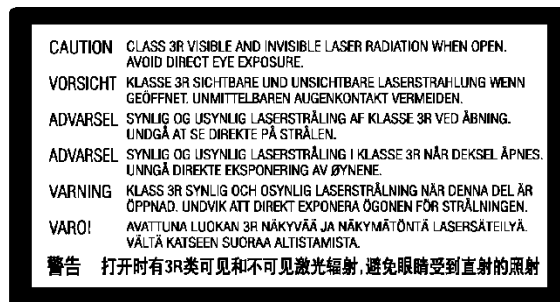 CAUTION CLASS 3R VISIBLE AND INVISIBLE LASER RADIATION WHEN OPEN.
AVOID DIRECT EYE EXPOSURE.
VORSICHT KLASSE 3R SICHTBARE UND UNSICHTBARE LASERSTRAHLUNG WENN
GEÖFFNET. UNMITTELBAREN AUGENKONTAKT VERMEIDEN.
ADVARSEL SYNLIG OG USYNLIG LASERSTRÅLING AF KLASSE 3R VED ÅBNING.
UNDGÅ AT SE DIREKTE PÅ STRÅLEN.
ADVARSEL SYNLIG OG USYNLIG LASERSTRÅLING I KLASSE 3R NÅR DEKSEL ÅPNES.
UNNGÅ DIREKTE EKSPONERING AV ØYNENE.
VARNING KLASS 3R SYNLIG OCH OSYNLIG LASERSTRÅLNING NÄR DENNA DEL ÄR
ÖPPNAD. UNDVIK ATT DIREKT EXPONERA ÖGONEN FÖR STRÅLNINGEN.
VARO! AVATTUNA LUOKAN 3R NÄKYVÄÄ JA NÄKYMÄTÖNTÄ LASERSÄTEILYÄ.
VÄLTÄ KATSEEN SUORAA ALTISTAMISTA.
警告 打开时有3R类可见和不可见激光辐射,避免眼睛受到直射的照射